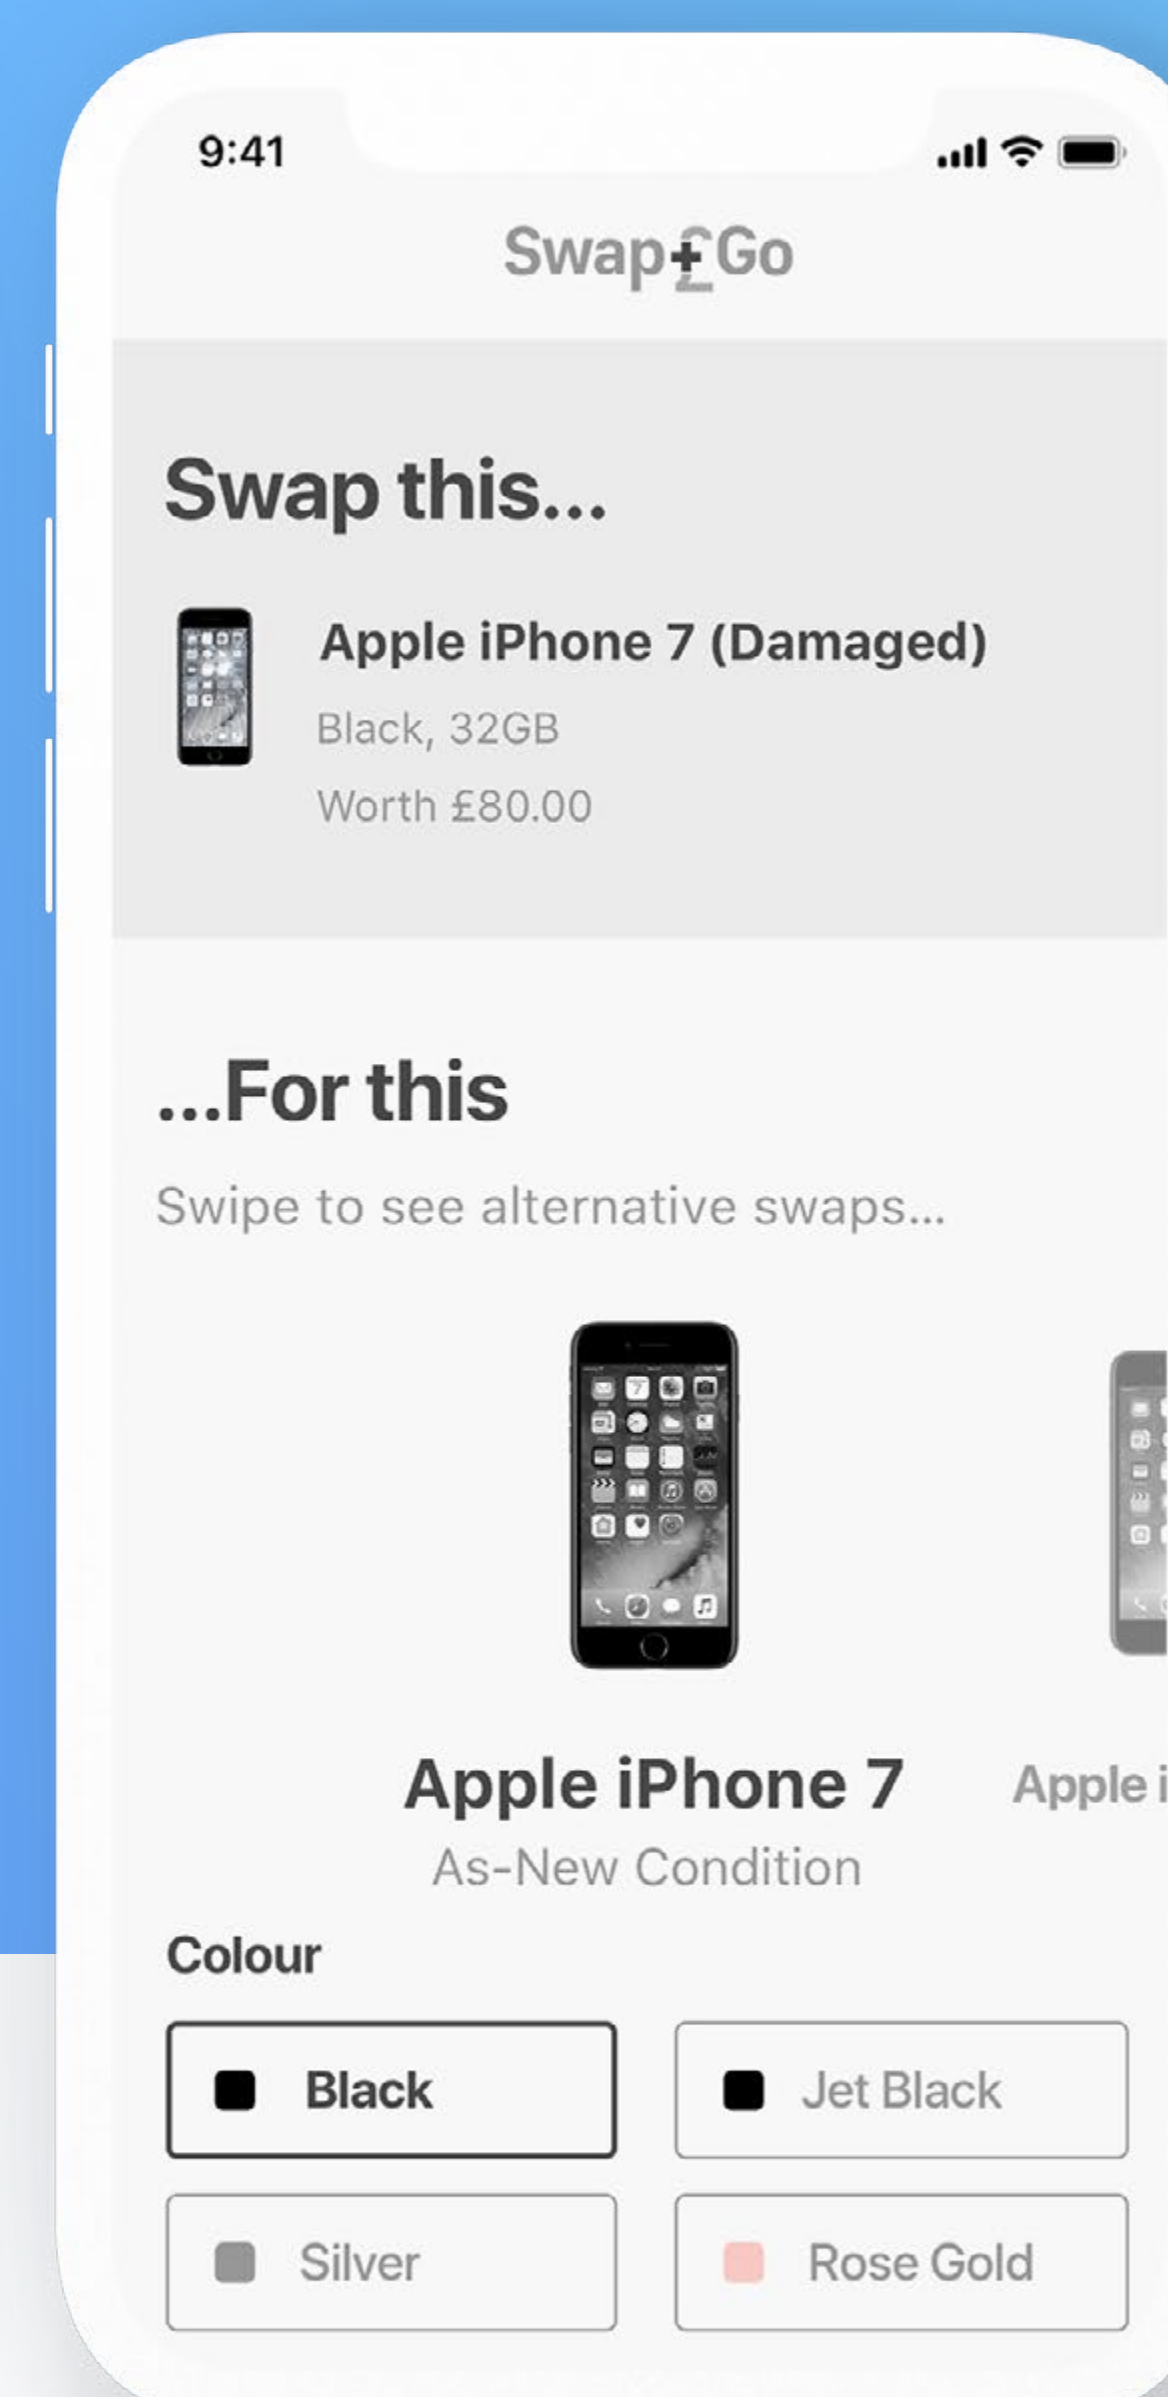 9:41
Swap£Go
Swap this...
Apple iPhone 7 (Damaged)
Black, 32GB
Worth £80.00
...For this
Swipe to see alternative swaps...
Apple iPhone 7
Apple i
As-New Condition
Colour
Black
Jet Black
Silver
Rose Gold